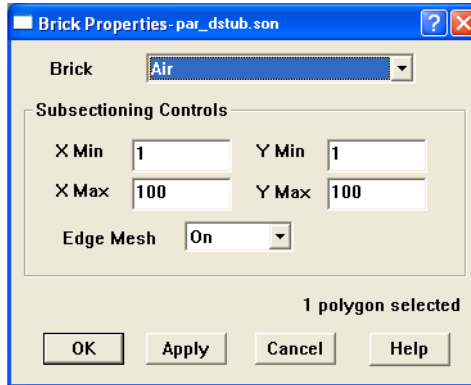 Brick Properties-par_dstub.son
Brick Air
Subsectioning Controls
X Min 1 Y Min 1
X Max 100 Y Max 100
Edge Mesh On
1 polygon selected
OK Apply Cancel Help